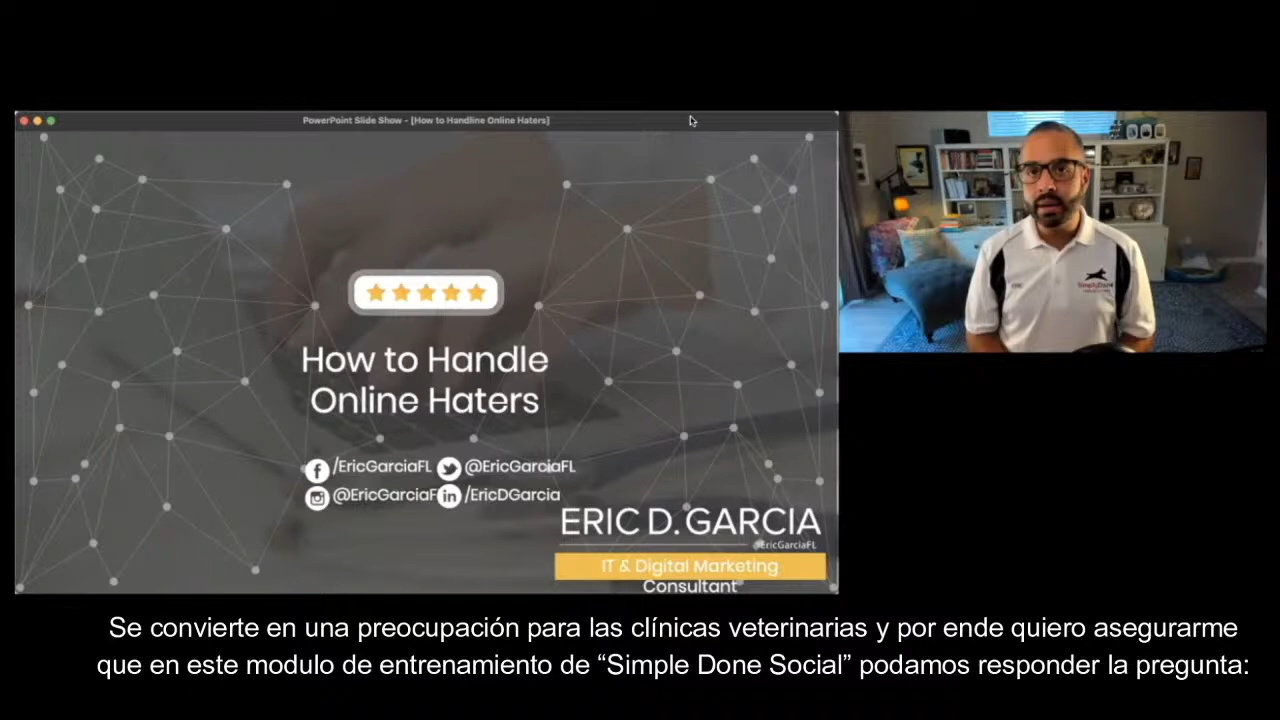 PowerPoint Slide Show - [How to Handline Online Haters]
How to Handle
Online Haters
/EricGarciaFL @EricGarciaFL
@EricGarciaF /EricDGarcia
ERIC D. GARCIA
@EricGarciaFL
IT & Digital Marketing
Consultant
SimplyDone
Se convierte en una preocupación para las clínicas veterinarias y por ende quiero asegurarme
que en este modulo de entrenamiento de “Simple Done Social” podamos responder la pregunta: